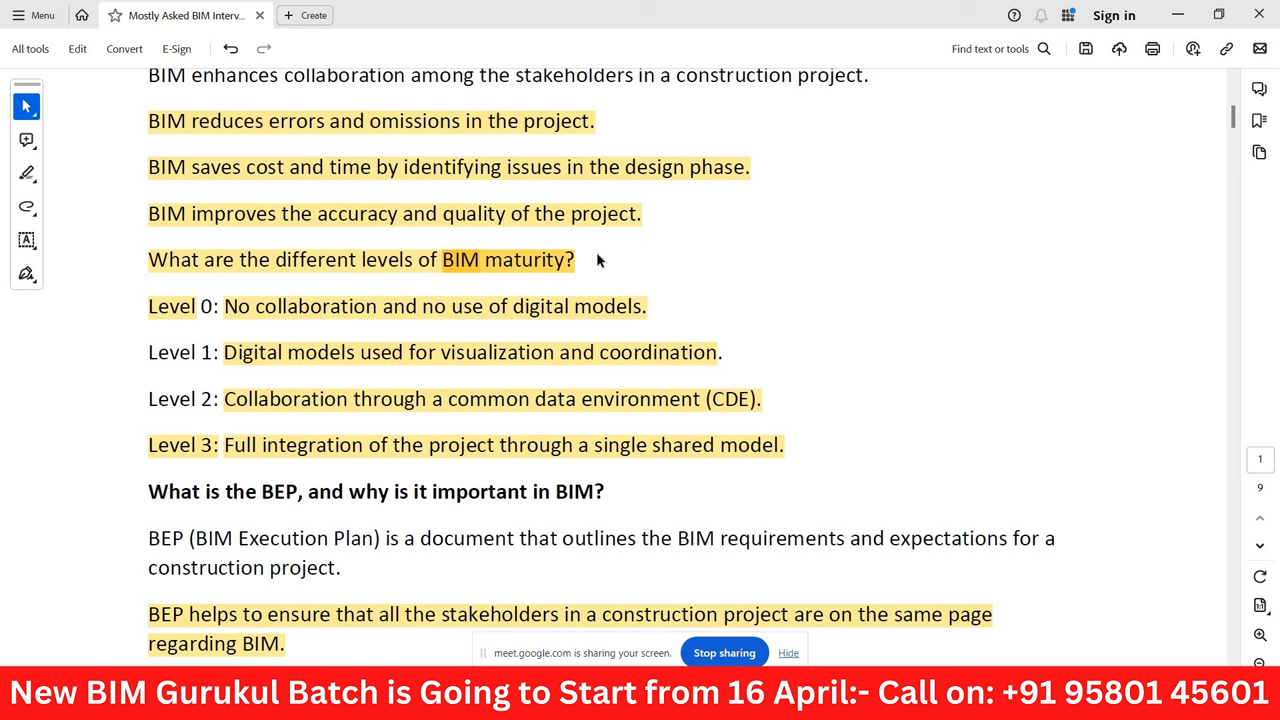 Menu
Mostly Asked BIM Interv...
Create
Sign in
All tools
Edit
Convert
E-Sign
Find text or tools
BIM enhances collaboration among the stakeholders in a construction project.
BIM reduces errors and omissions in the project.
BIM saves cost and time by identifying issues in the design phase.
BIM improves the accuracy and quality of the project.
What are the different levels of BIM maturity?
Level 0: No collaboration and no use of digital models.
Level 1: Digital models used for visualization and coordination.
Level 2: Collaboration through a common data environment (CDE).
Level 3: Full integration of the project through a single shared model.
1
What is the BEP, and why is it important in BIM?
9
BEP (BIM Execution Plan) is a document that outlines the BIM requirements and expectations for a
construction project.
BEP helps to ensure that all the stakeholders in a construction project are on the same page
regarding BIM.
meet.google.com is sharing your screen.
Stop sharing
Hide
New BIM Gurukul Batch is Going to Start from 16 April:- Call on: +91 95801 45601